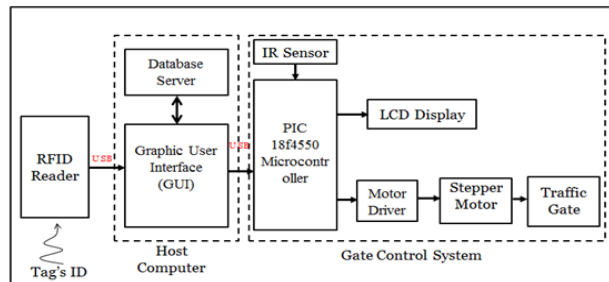 IR Sensor
Database
Server
PIC
18f4550
Microcontr
oller
LCD Display
RFID
Reader
USB
Graphic User
Interface
(GUI)
USB
Motor
Driver
Stepper
Motor
Traffic
Gate
Host
Computer
Gate Control System
Tag's ID